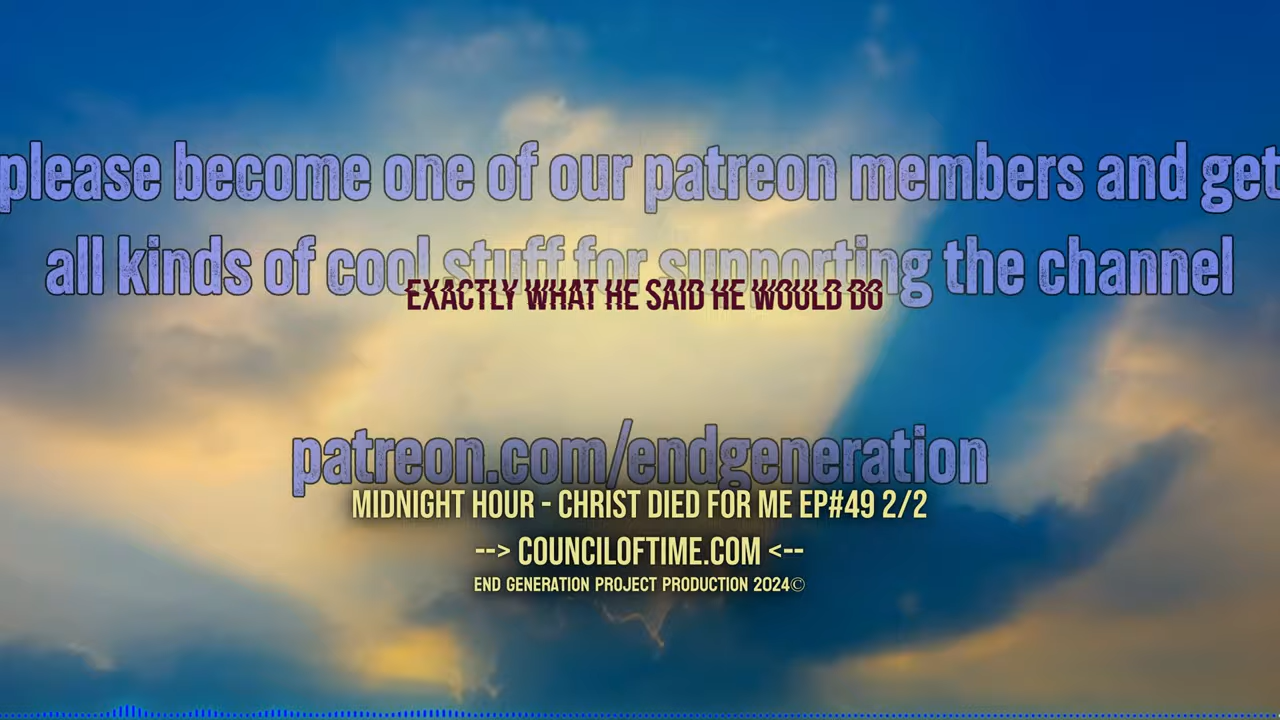 please become one of our patreon members and get
all kinds of cool stuff for supporting the channel
EXACTLY WHAT HE SAID HE WOULD DO
patreon.com/endgeneration
MIDNIGHT HOUR - CHRIST DIED FOR ME EP#49 2/2
--> COUNCILOFTIME.COM <--
END GENERATION PROJECT PRODUCTION 2024©